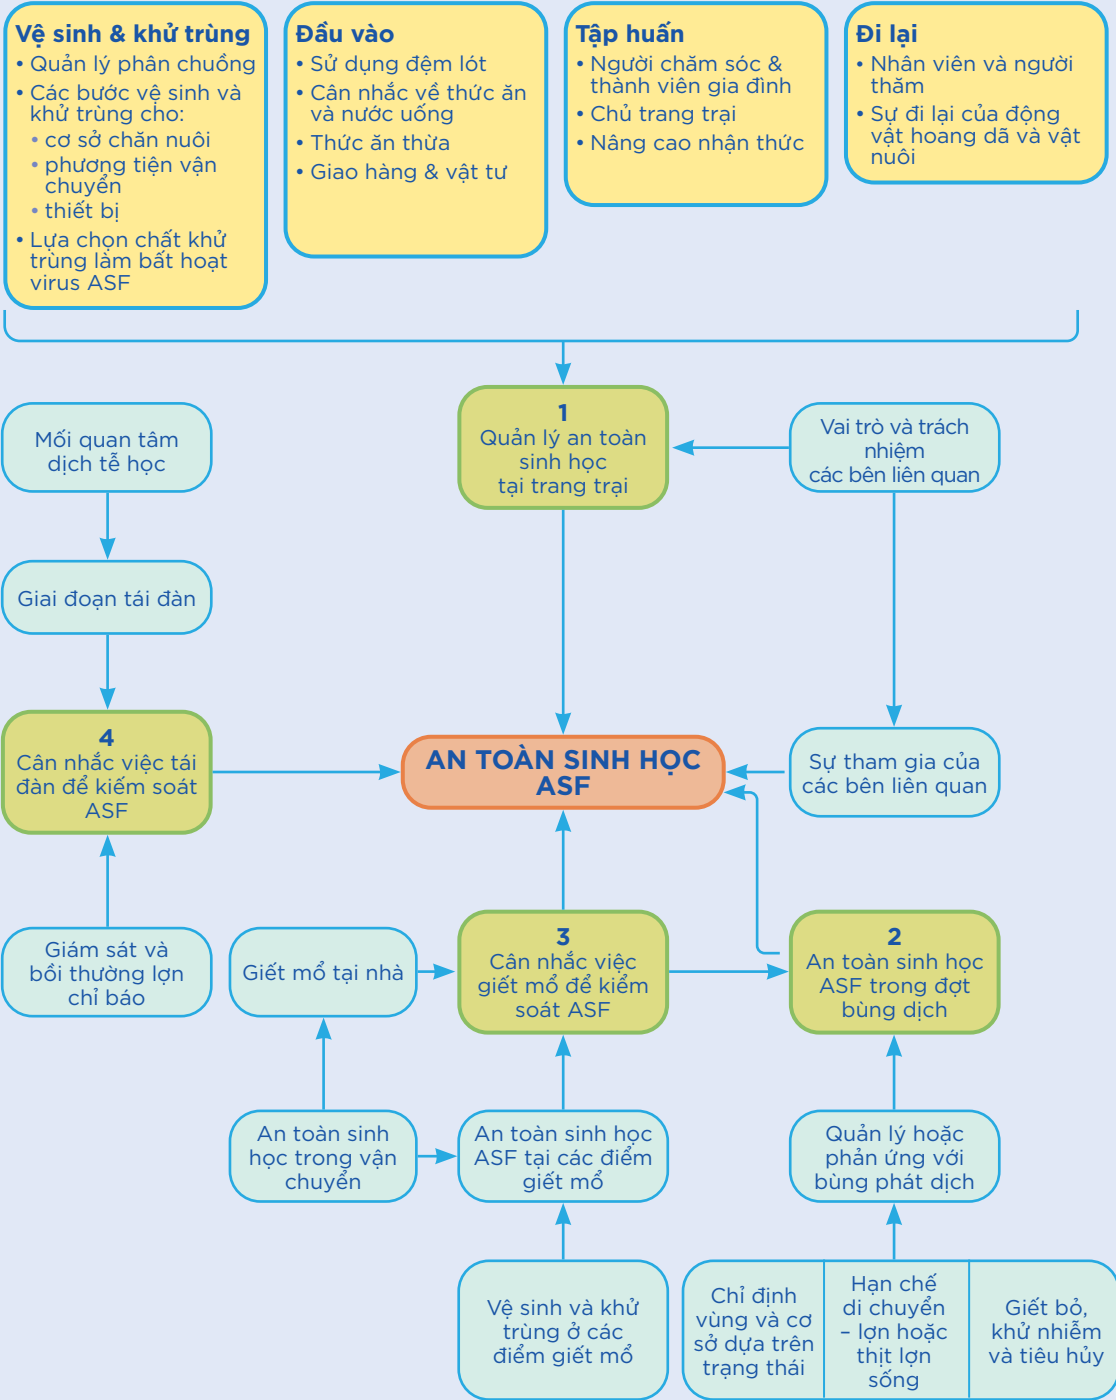 Vệ sinh & khử trùng
• Quản lý phân chuồng
• Các bước vệ sinh và
khử trùng cho:
• cơ sở chăn nuôi
• phương tiện vận
chuyển
• thiết bị
• Lựa chọn chất khử
trùng làm bất hoạt
virus ASF
Đầu vào
• Sử dụng đệm lót
• Cân nhắc về thức ăn
và nước uống
• Thức ăn thừa
• Giao hàng & vật tư
Tập huấn
• Người chăm sóc &
thành viên gia đình
• Chủ trang trại
• Nâng cao nhận thức
Đi lại
• Nhân viên và người
thăm
• Sự đi lại của động
vật hoang dã và vật
nuôi
Mối quan tâm
dịch tễ học
1
Quản lý an toàn
sinh học
tại trang trại
Vai trò và trách
nhiệm
các bên liên quan
Giai đoạn tái đàn
4
Cân nhắc việc tái
đàn để kiểm soát
ASF
AN TOÀN SINH HỌC
ASF
Sự tham gia của
các bên liên quan
Giám sát và
bồi thường lợn
chỉ báo
Giết mổ tại nhà
3
Cân nhắc việc
giết mổ để kiểm
soát ASF
2
An toàn sinh học
ASF trong đợt
bùng dịch
An toàn sinh
học trong vận
chuyển
An toàn sinh học
ASF tại các điểm
giết mổ
Quản lý hoặc
phản ứng với
bùng phát dịch
Vệ sinh và khử
trùng ở các
điểm giết mổ
Chỉ định
vùng và cơ
sở dựa trên
trạng thái
Hạn chế
di chuyển
– lợn hoặc
thịt lợn
sống
Giết bỏ,
khử nhiễm
và tiêu hủy